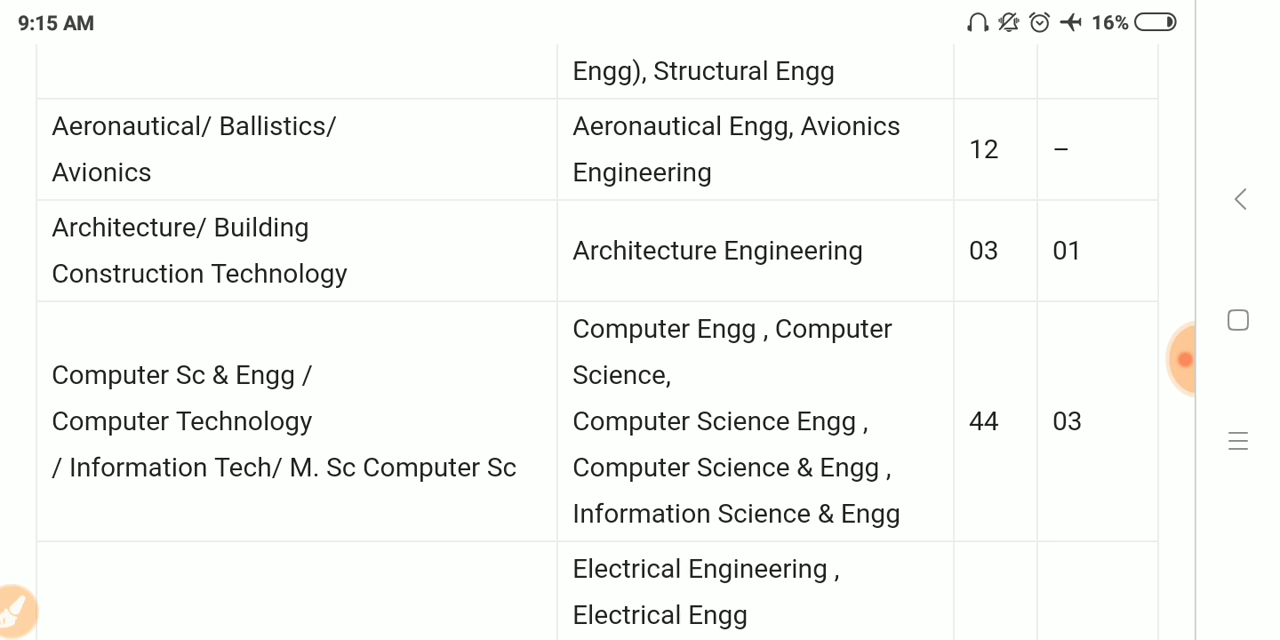 9:15 AM
16%
Engg), Structural Engg
Aeronautical/ Ballistics/
Avionics
Aeronautical Engg, Avionics
Engineering
12
–
Architecture/ Building
Construction Technology
Architecture Engineering
03
01
Computer Sc & Engg /
Computer Technology
/ Information Tech/ M. Sc Computer Sc
Computer Engg , Computer
Science,
Computer Science Engg ,
Computer Science & Engg ,
Information Science & Engg
44
03
Electrical Engineering ,
Electrical Engg